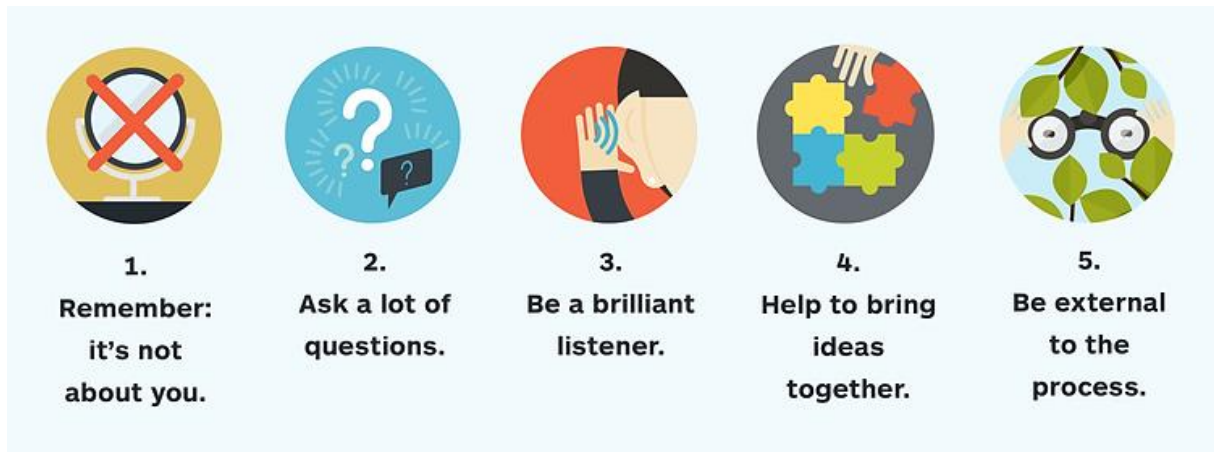 1.
Remember:
it's not
about you.
2.
Ask a lot of
questions.
3.
Be a brilliant
listener.
4.
Help to bring
ideas
together.
5.
Be external
to the
process.
?
?
?